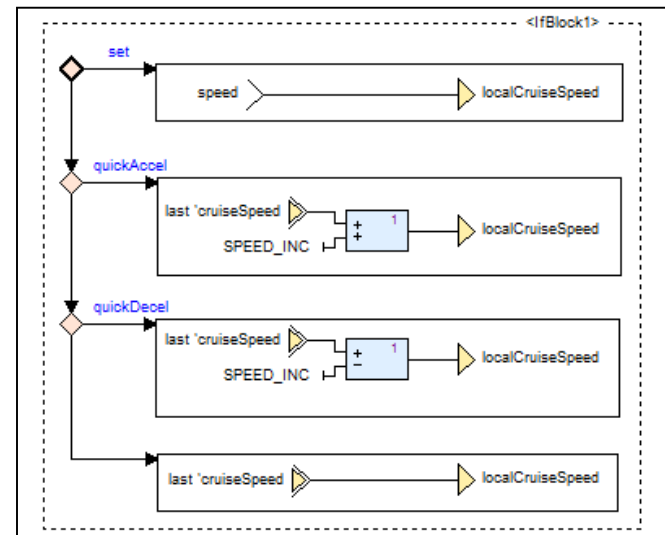 <IfBlock1>
set
speed localCruiseSpeed
quickAccel
last 'cruiseSpeed
+ 1
+
localCruiseSpeed
SPEED_INC
quickDecel
last 'cruiseSpeed
+ 1
−
localCruiseSpeed
SPEED_INC
last 'cruiseSpeed localCruiseSpeed